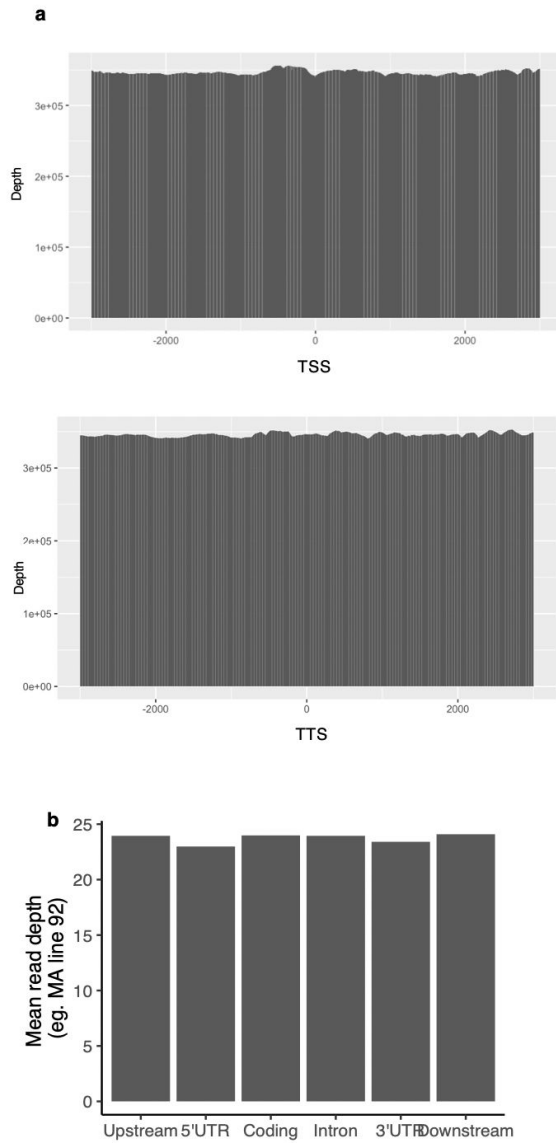 a
3e+05
2e+05
1e+05
0e+00
Depth
-2000 0 2000
TSS
3e+05
2e+05
1e+05
0e+00
Depth
-2000 0 2000
TTS
b
25
20
15
10
5
0
Mean read depth
(eg. MA line 92)
Upstream 5'UTR Coding Intron 3'UTR Downstream